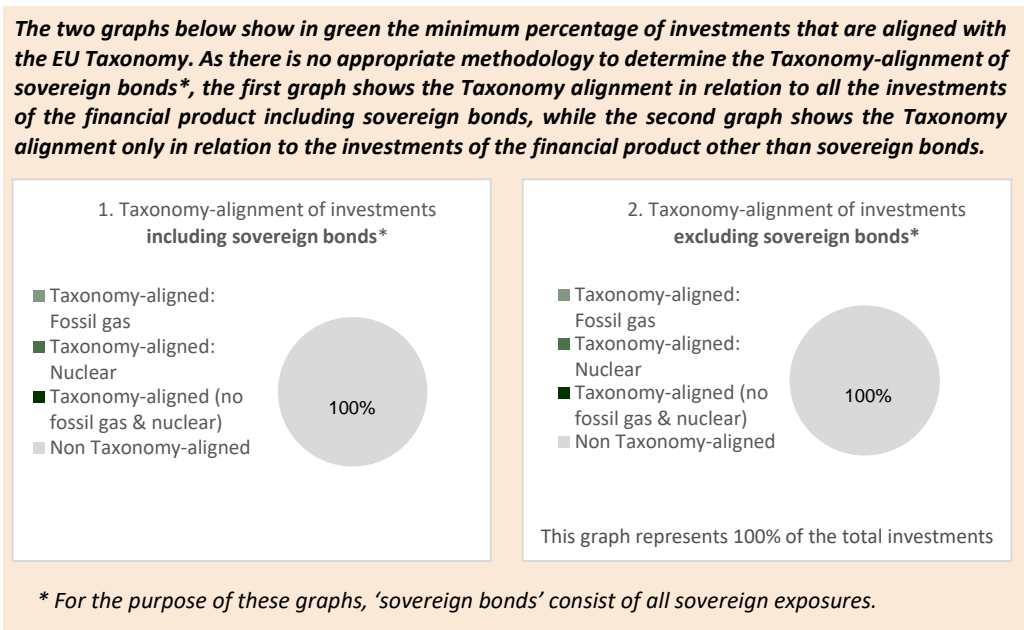 The two graphs below show in green the minimum percentage of investments that are aligned with
the EU Taxonomy. As there is no appropriate methodology to determine the Taxonomy-alignment of
sovereign bonds*, the first graph shows the Taxonomy alignment in relation to all the investments
of the financial product including sovereign bonds, while the second graph shows the Taxonomy
alignment only in relation to the investments of the financial product other than sovereign bonds.
1. Taxonomy-alignment of investments
including sovereign bonds*
Taxonomy-aligned:
Fossil gas
Taxonomy-aligned:
Nuclear
Taxonomy-aligned (no
fossil gas & nuclear)
Non Taxonomy-aligned
100%
2. Taxonomy-alignment of investments
excluding sovereign bonds*
Taxonomy-aligned:
Fossil gas
Taxonomy-aligned:
Nuclear
Taxonomy-aligned (no
fossil gas & nuclear)
Non Taxonomy-aligned
100%
This graph represents 100% of the total investments
* For the purpose of these graphs, ‘sovereign bonds’ consist of all sovereign exposures.